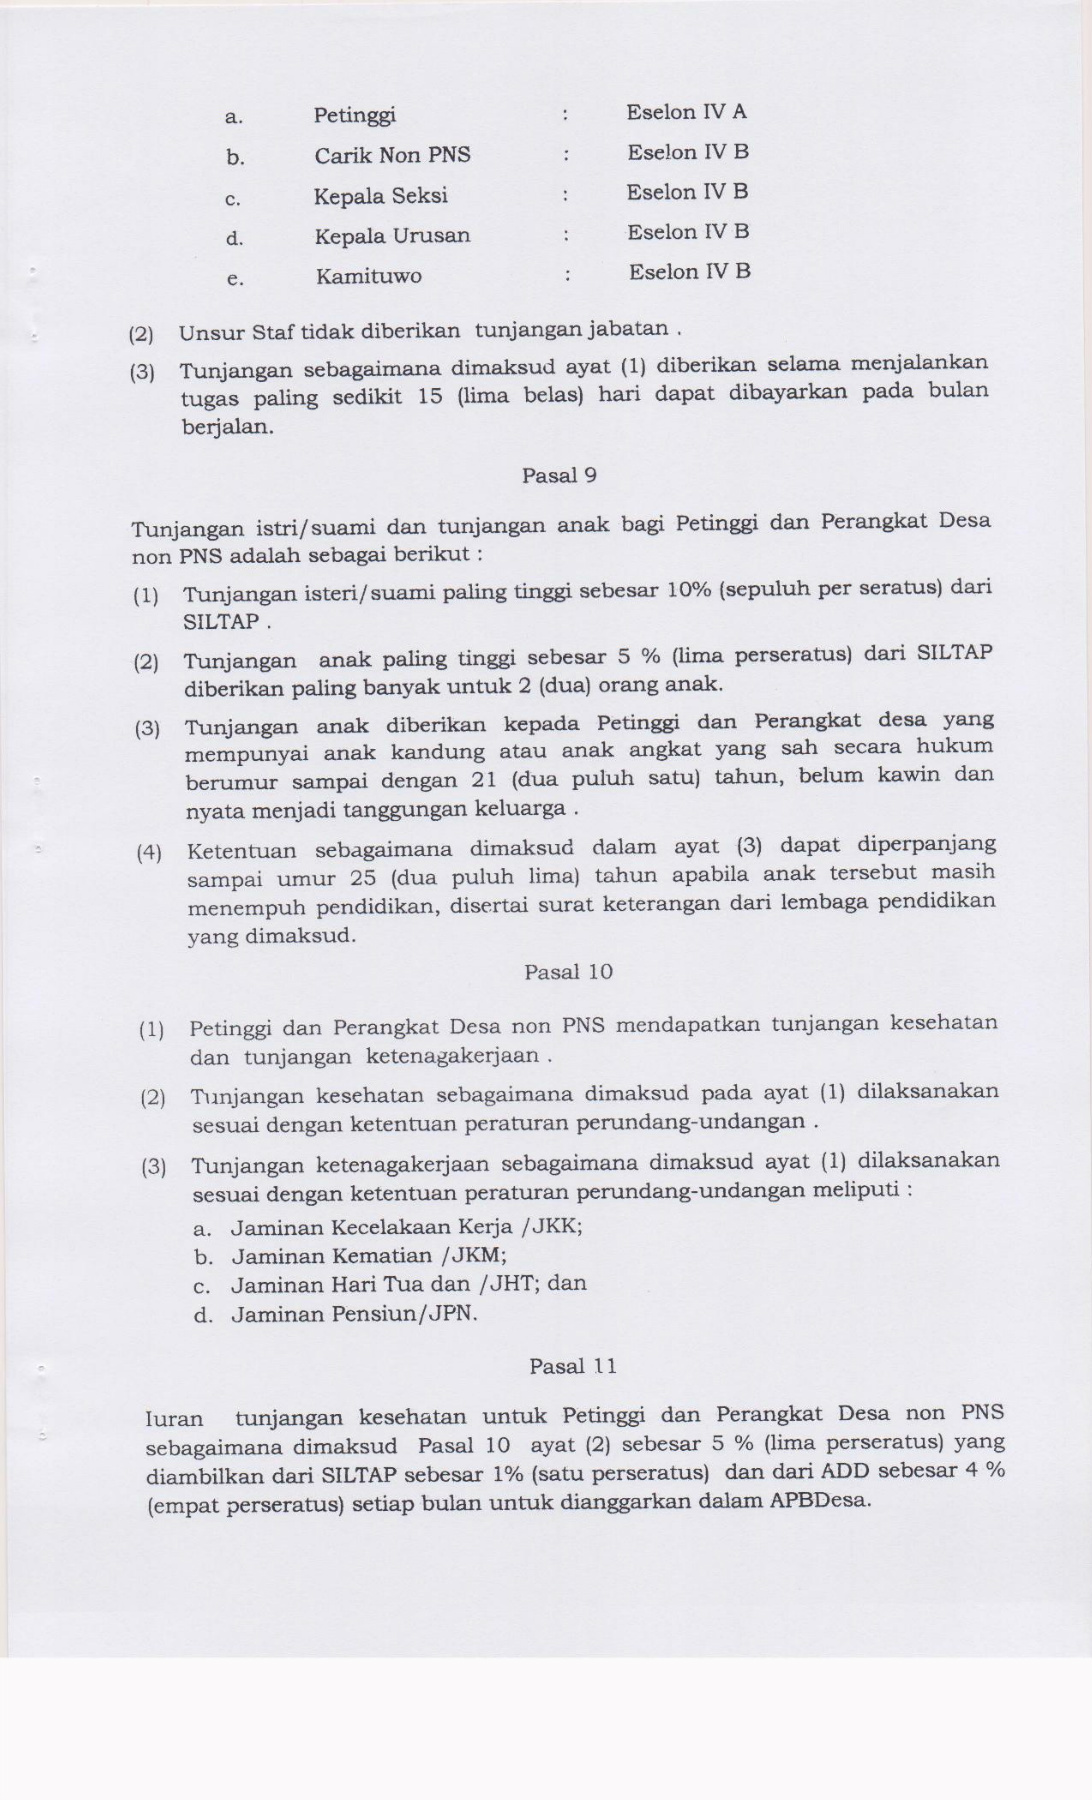 a. Petinggi : Eselon IV A
b. Carik Non PNS : Eselon IV B
c. Kepala Seksi : Eselon IV B
d. Kepala Urusan : Eselon IV B
e. Kamituwo : Eselon IV B
(2) Unsur Staf tidak diberikan tunjangan jabatan .
(3) Tunjangan sebagaimana dimaksud ayat (1) diberikan selama menjalankan
tugas paling sedikit 15 (lima belas) hari dapat dibayarkan pada bulan
berjalan.
Pasal 9
Tunjangan istri/suami dan tunjangan anak bagi Petinggi dan Perangkat Desa
non PNS adalah sebagai berikut :
(1) Tunjangan isteri/suami paling tinggi sebesar 10% (sepuluh per seratus) dari
SILTAP .
(2) Tunjangan anak paling tinggi sebesar 5 % (lima perseratus) dari SILTAP
diberikan paling banyak untuk 2 (dua) orang anak.
(3) Tunjangan anak diberikan kepada Petinggi dan Perangkat desa yang
mempunyai anak kandung atau anak angkat yang sah secara hukum
berumur sampai dengan 21 (dua puluh satu) tahun, belum kawin dan
nyata menjadi tanggungan keluarga .
(4) Ketentuan sebagaimana dimaksud dalam ayat (3) dapat diperpanjang
sampai umur 25 (dua puluh lima) tahun apabila anak tersebut masih
menempuh pendidikan, disertai surat keterangan dari lembaga pendidikan
yang dimaksud.
Pasal 10
(1) Petinggi dan Perangkat Desa non PNS mendapatkan tunjangan kesehatan
dan tunjangan ketenagakerjaan .
(2) Tunjangan kesehatan sebagaimana dimaksud pada ayat (1) dilaksanakan
sesuai dengan ketentuan peraturan perundang-undangan .
(3) Tunjangan ketenagakerjaan sebagaimana dimaksud ayat (1) dilaksanakan
sesuai dengan ketentuan peraturan perundang-undangan meliputi :
a. Jaminan Kecelakaan Kerja /JKK;
b. Jaminan Kematian /JKM;
c. Jaminan Hari Tua dan /JHT; dan
d. Jaminan Pensiun/JPN.
Pasal 11
Iuran tunjangan kesehatan untuk Petinggi dan Perangkat Desa non PNS
sebagaimana dimaksud Pasal 10 ayat (2) sebesar 5 % (lima perseratus) yang
diambilkan dari SILTAP sebesar 1% (satu perseratus) dan dari ADD sebesar 4 %
(empat perseratus) setiap bulan untuk dianggarkan dalam APBDesa.